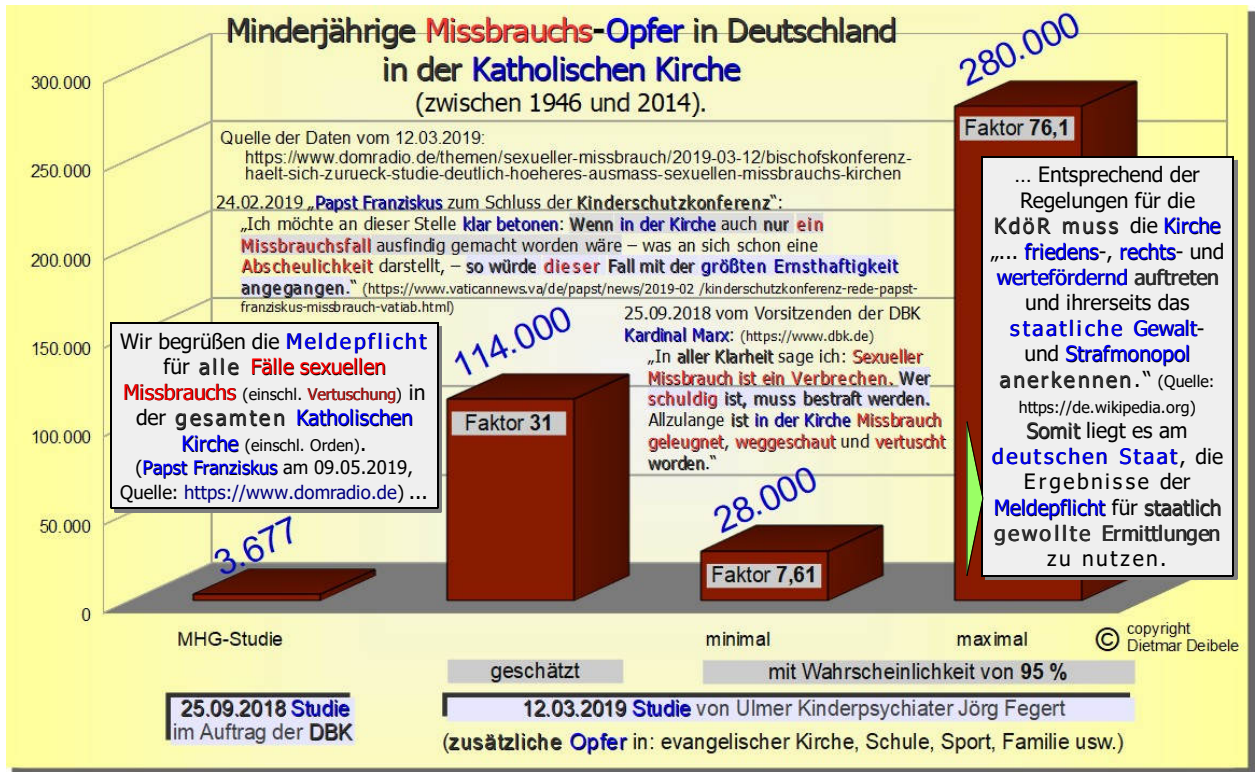 Minderjährige Missbrauchs-Opfer in Deutschland
in der Katholischen Kirche
(zwischen 1946 und 2014).
Quelle der Daten vom 12.03.2019:
https://www.domradio.de/themen/sexueller-missbrauch/2019-03-12/bischofskonferenz-
haelt-sich-zurueck-studie-deutlich-hoeheres-ausmass-sexuellen-missbrauchs-kirchen
24.02.2019 „Papst Franziskus zum Schluss der Kinderschutzkonferenz“:
„Ich möchte an dieser Stelle klar betonen: Wenn in der Kirche auch nur ein
Missbrauchsfall ausfindig gemacht worden wäre – was an sich schon eine
Abscheulichkeit darstellt, – so würde dieser Fall mit der größten Ernsthaftigkeit
angegangen.“ (https://www.vaticannews.va/de/papst/news/2019-02 /kinderschutzkonferenz-rede-papst-
franziskus-missbrauch-vatiab.html)
25.09.2018 vom Vorsitzenden der DBK
Kardinal Marx: (https://www.dbk.de)
„In aller Klarheit sage ich: Sexueller
Missbrauch ist ein Verbrechen. Wer
schuldig ist, muss bestraft werden.
Allzulange ist in der Kirche Missbrauch
geleugnet, weggeschaut und vertuscht
worden.“
Wir begrüßen die Meldepflicht
für alle Fälle sexuellen
Missbrauchs (einschl. Vertuschung) in
der gesamten Katholischen
Kirche (einschl. Orden).
(Papst Franziskus am 09.05.2019,
Quelle: https://www.domradio.de) ...
... Entsprechend der
Regelungen für die
KdöR muss die Kirche
„... friedens-, rechts- und
wertefördernd auftreten
und ihrerseits das
staatliche Gewalt-
und Strafmonopol
anerkennen.“ (Quelle:
https://de.wikipedia.org)
Somit liegt es am
deutschen Staat, die
Ergebnisse der
Meldepflicht für staatlich
gewollte Ermittlungen
zu nutzen.
300.000
250.000
200.000
150.000
100.000
50.000
0
3.677
114.000
Faktor 31
28.000
Faktor 7,61
280.000
Faktor 76,1
MHG-Studie
minimal
maximal
© copyright
Dietmar Deibele
geschätzt
mit Wahrscheinlichkeit von 95 %
25.09.2018 Studie
im Auftrag der DBK
12.03.2019 Studie von Ulmer Kinderpsychiater Jörg Fegert
(zusätzliche Opfer in: evangelischer Kirche, Schule, Sport, Familie usw.)